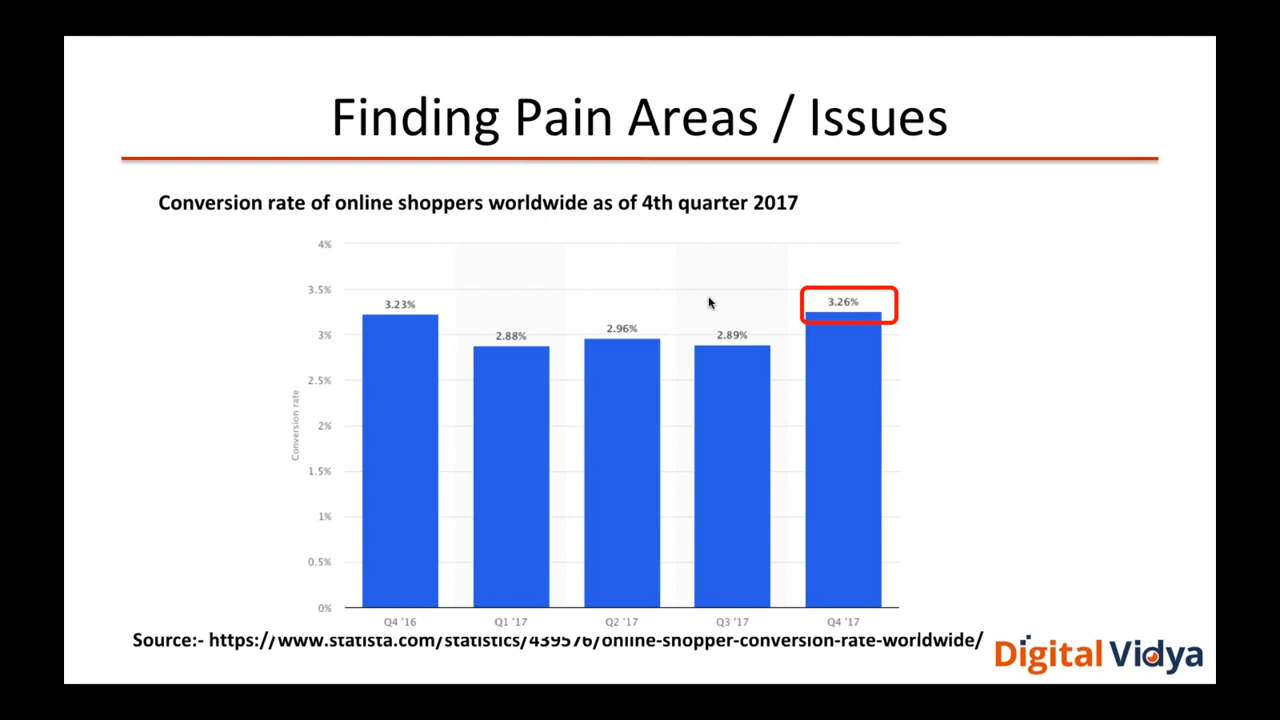 Finding Pain Areas / Issues
Conversion rate of online shoppers worldwide as of 4th quarter 2017
4%
3.5%
3%
2.5%
2%
1.5%
1%
0.5%
0%
Conversion rate
3.23%
2.88%
2.96%
2.89%
3.26%
Q4 '16
Q1 '17
Q2 '17
Q3 '17
Q4 '17
Source:- https://www.statista.com/statistics/439576/online-shopper-conversion-rate-worldwide/
Digital Vidya